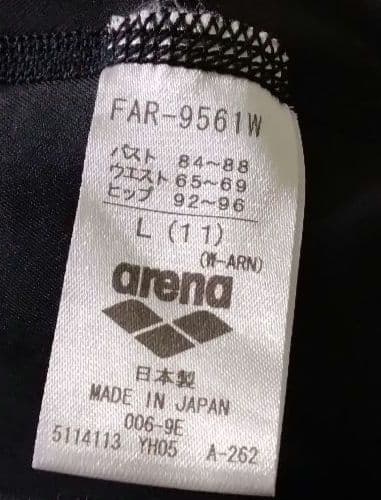 FAR-9561W
バスト 84~88
ウエスト 65~69
ヒップ 92~96
L (11)
(W-ARN)
arena
日本製
MADE IN JAPAN
006-9E
5114113 YH05 A-262